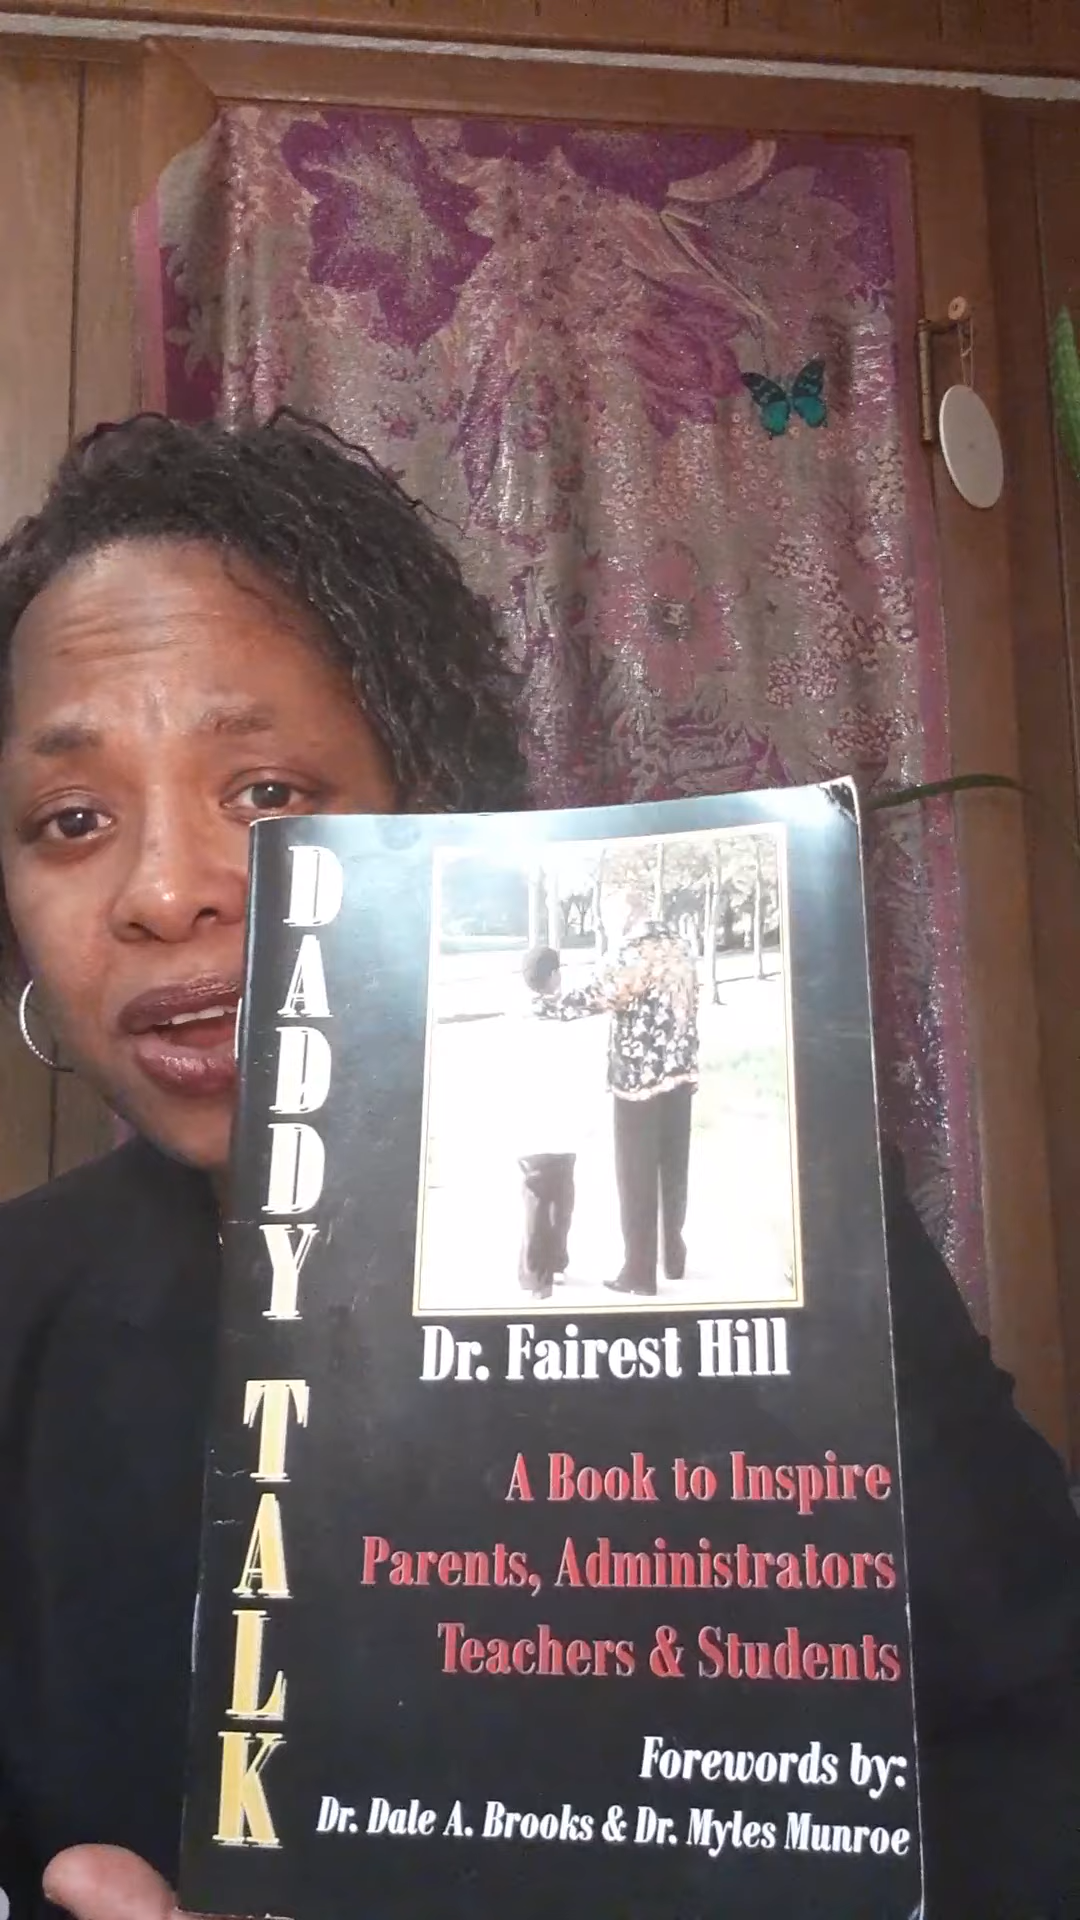 DADDY TALK
Dr. Fairest Hill
A Book to Inspire
Parents, Administrators
Teachers & Students
Forewords by:
Dr. Dale A. Brooks & Dr. Myles Munroe